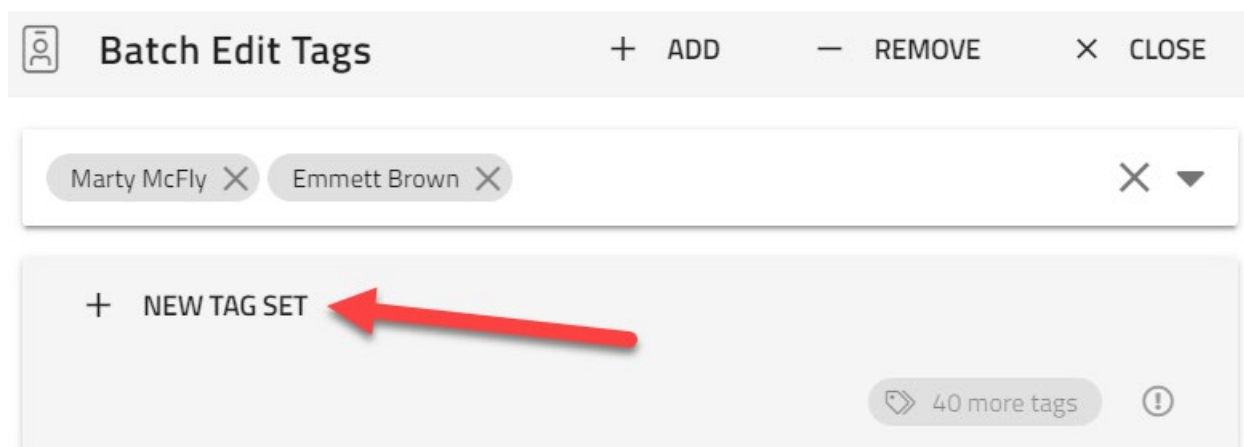 Batch Edit Tags + ADD − REMOVE × CLOSE
Marty McFly Emmett Brown
+ NEW TAG SET
40 more tags